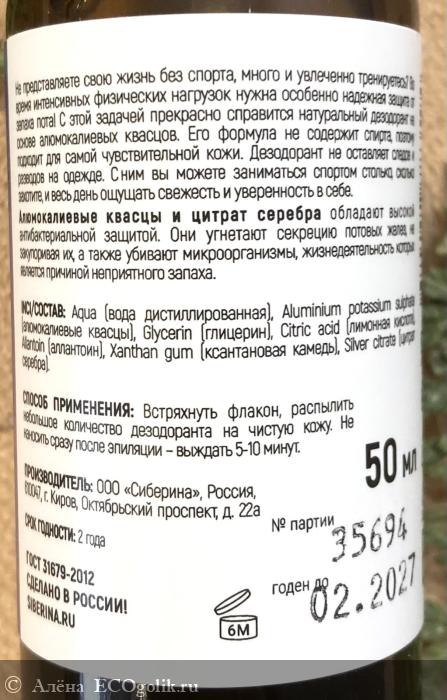 Не представляете свою жизнь без спорта, много и увлеченно тренируетесь? Во
время интенсивных физических нагрузок нужна особенно надежная защита от
запаха пота! С этой задачей прекрасно справится натуральный дезодорант на
основе алюмокалиевых квасцов. Его формула не содержит спирта, поэтому
подходит для самой чувствительной кожи. Дезодорант не оставляет следов и
разводов на одежде. С ним вы можете заниматься спортом столько, сколько
захотите, и весь день ощущать свежесть и уверенность в себе.
Алюмокалиевые квасцы и цитрат серебра обладают высокой
антибактериальной защитой. Они угнетают секрецию потовых желез, не
закупоривая их, а также убивают микроорганизмы, жизнедеятельность которых
является причиной неприятного запаха.
INCI/СОСТАВ: Aqua (вода дистиллированная), Aluminium potassium sulphate
(алюмокалиевые квасцы), Glycerin (глицерин), Citric acid (лимонная кислота),
Allantoin (аллантоин), Xanthan gum (ксантановая камедь), Silver citrate (цитрат
серебра).
СПОСОБ ПРИМЕНЕНИЯ: Встряхнуть флакон, распылить
небольшое количество дезодоранта на чистую кожу. Не
наносить сразу после эпиляции – выждать 5-10 минут.
50 мл
ПРОИЗВОДИТЕЛЬ: ООО «Сиберина», Россия,
610047, г. Киров, Октябрьский проспект, д. 22а
№ партии
35694
СРОК ГОДНОСТИ: 2 года
годен до
02.2027
ГОСТ 31679-2012
СДЕЛАНО В РОССИИ!
SIBERINA.RU
6М
© Алёна ECOgolik.ru